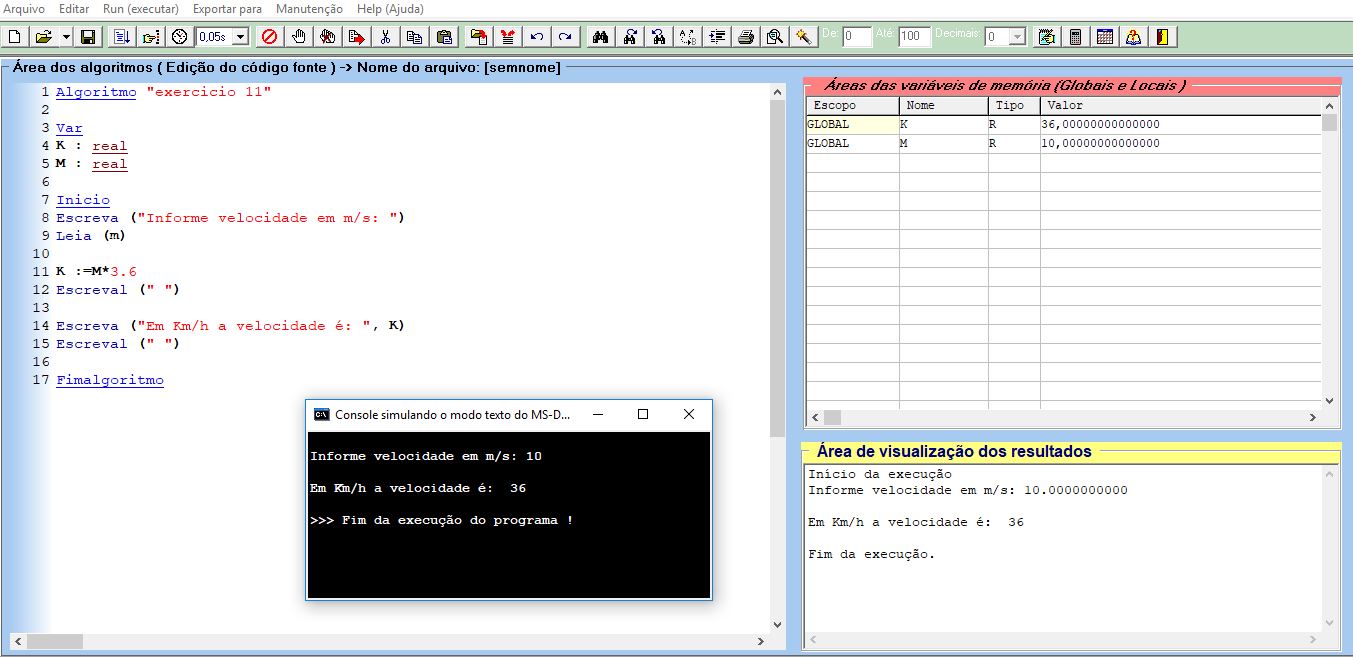 Arquivo Editar Run (executar) Exportar para Manutenção Help (Ajuda)
0,05s De: 0 Até: 100 Decimais: 0
Área dos algoritmos ( Edição do código fonte ) -> Nome do arquivo: [semnome]
1 Algoritmo "exercicio 11"
2
3 Var
4 K : real
5 M : real
6
7 Inicio
8 Escreva ("Informe velocidade em m/s: ")
9 Leia (m)
10
11 K :=M*3.6
12 Escreval (" ")
13
14 Escreva ("Em Km/h a velocidade é: ", K)
15 Escreval (" ")
16
17 Fimalgoritmo
Console simulando o modo texto do MS-D...
Informe velocidade em m/s: 10
Em Km/h a velocidade é:  36
>>> Fim da execução do programa !
Áreas das variáveis de memória (Globais e Locais )
Escopo Nome Tipo Valor
GLOBAL K R 36,00000000000000
GLOBAL M R 10,00000000000000
Área de visualização dos resultados
Início da execução
Informe velocidade em m/s: 10.0000000000
Em Km/h a velocidade é:  36
Fim da execução.